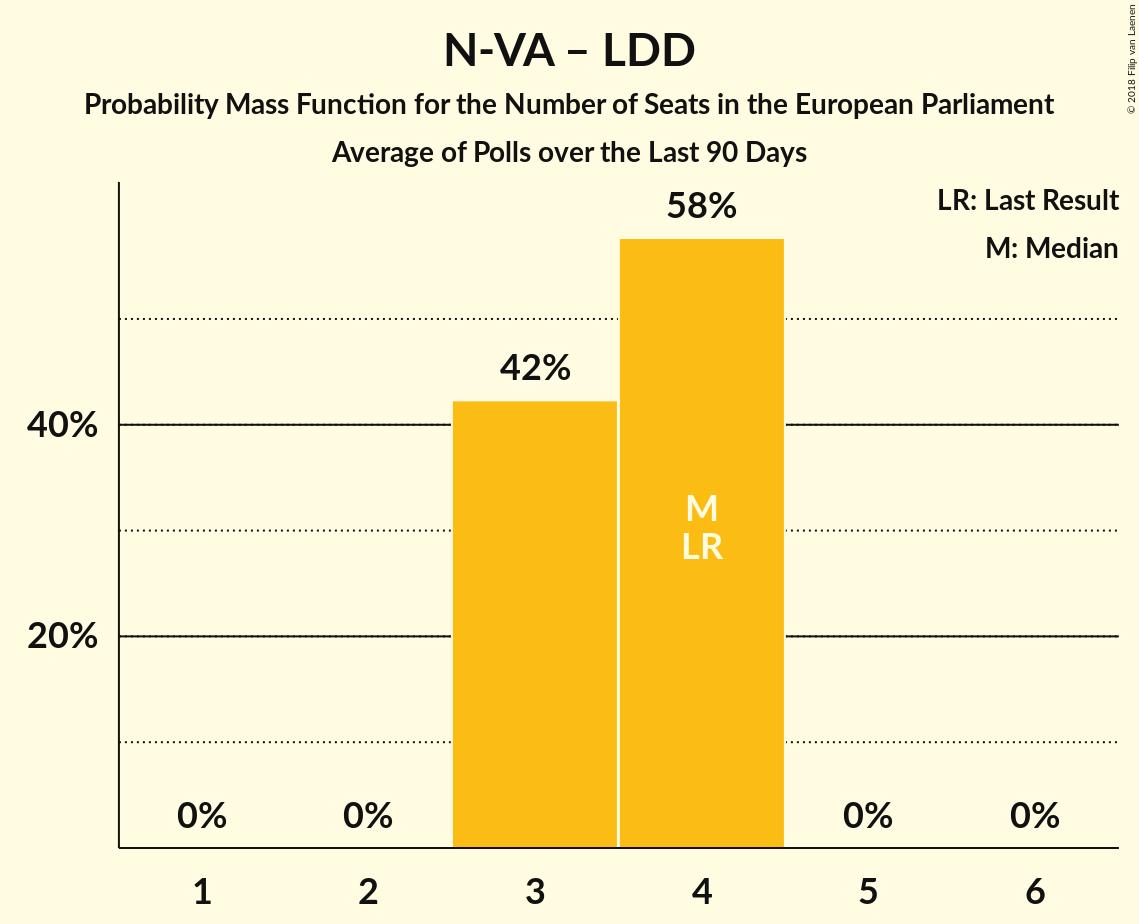 N-VA – LDD
Probability Mass Function for the Number of Seats in the European Parliament
Average of Polls over the Last 90 Days
© 2018 Filip van Laenen
LR: Last Result
M: Median
58%
42%
40%
M
LR
20%
0%
0%
0%
0%
1
2
3
4
5
6